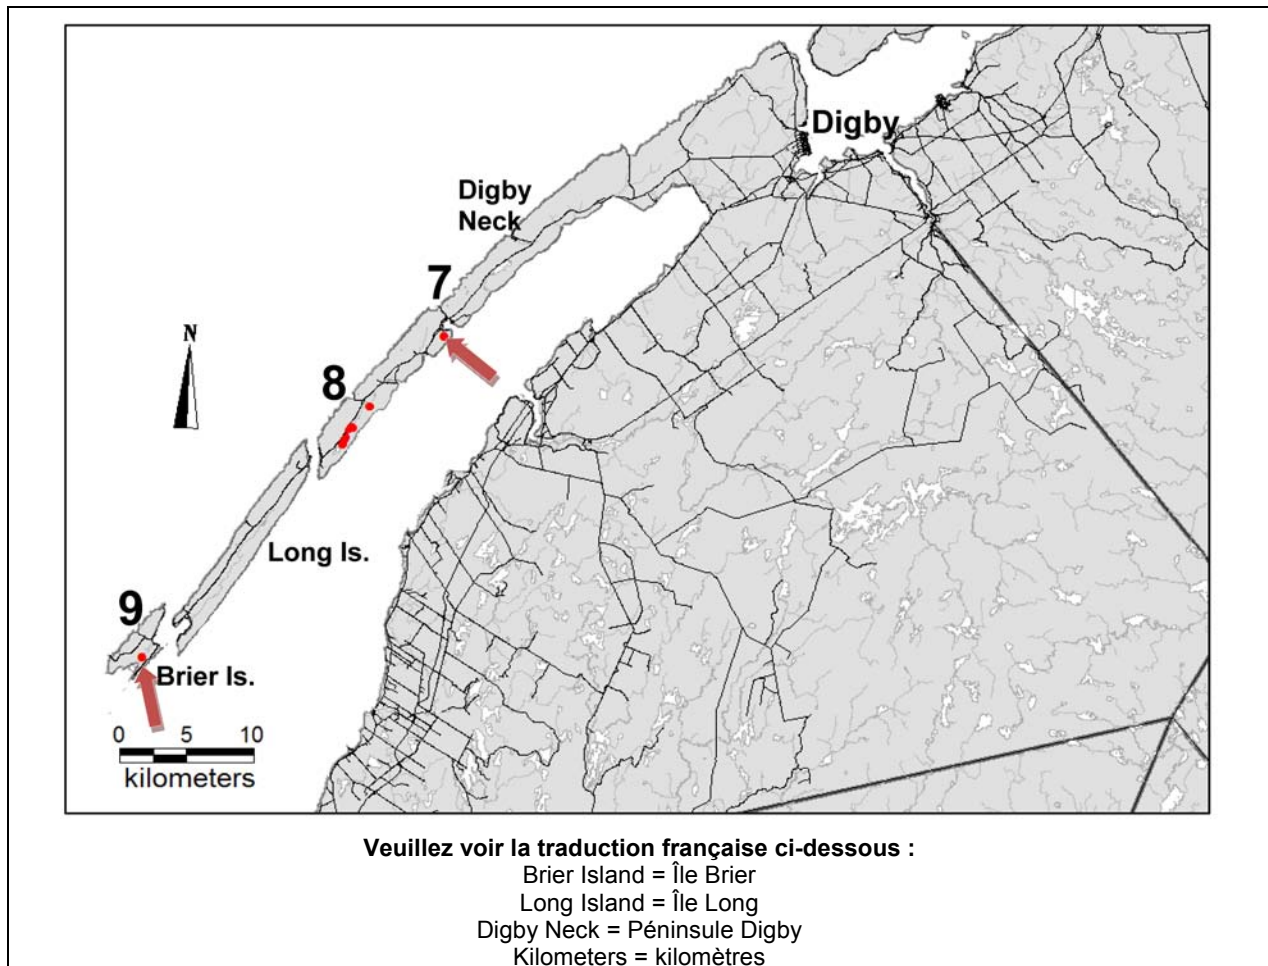 Digby
Digby
Neck
7
N
8
Long Is.
9
Brier Is.
0 5 10
kilometers
Veuillez voir la traduction française ci-dessous :
Brier Island = Île Brier
Long Island = Île Long
Digby Neck = Péninsule Digby
Kilometers = kilomètres